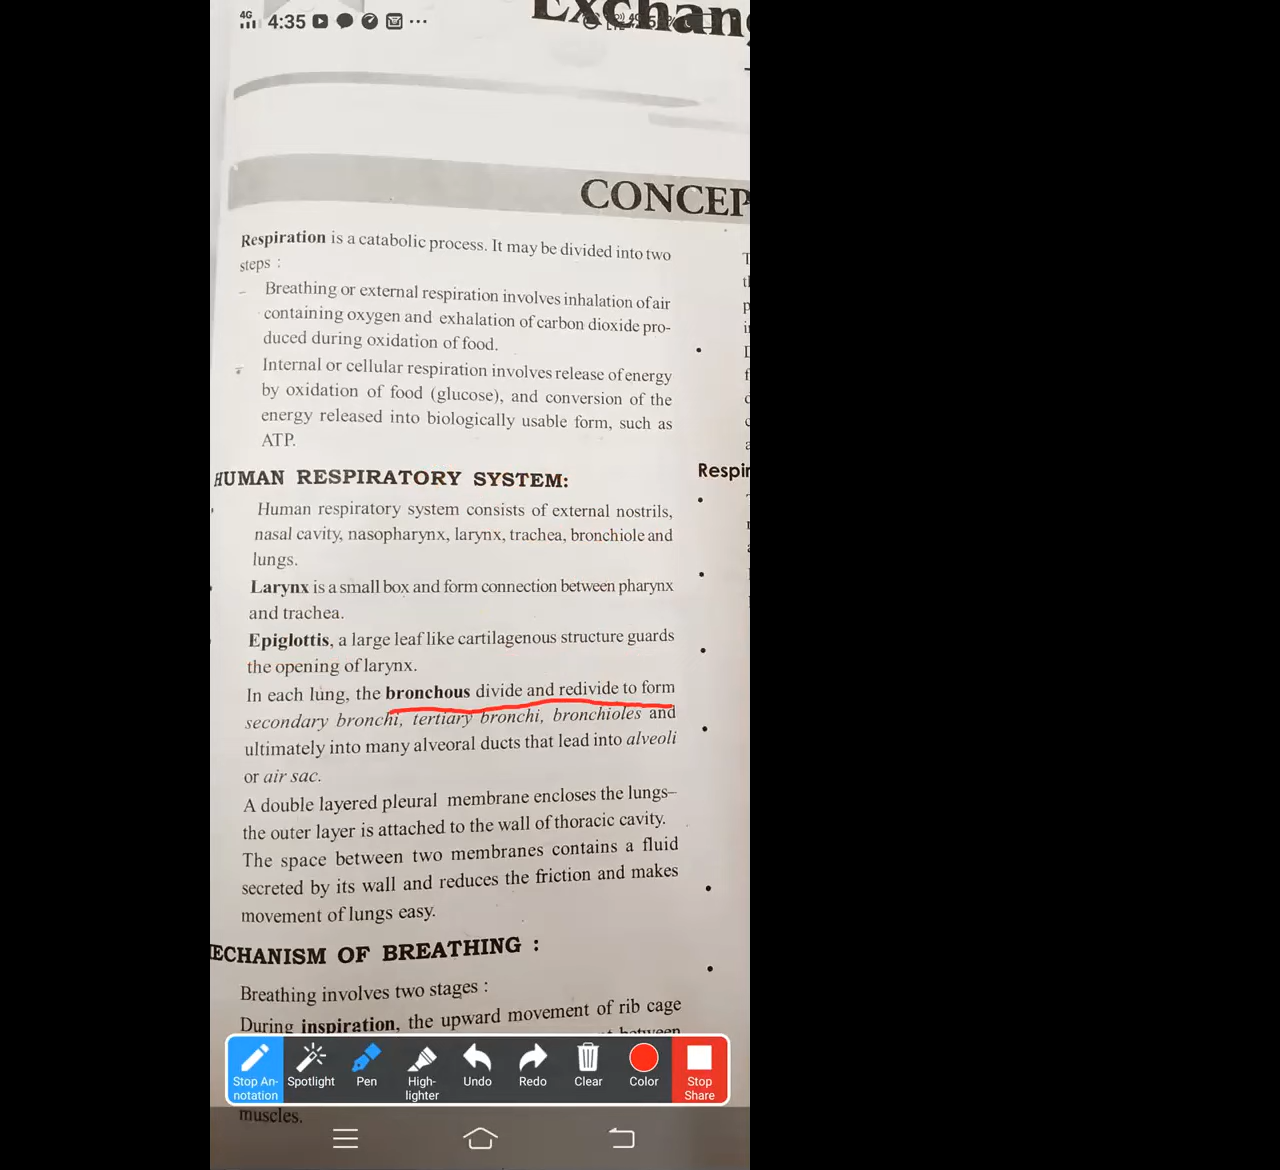 4G 4:35
Exchang
CONCEP
Respiration is a catabolic process. It may be divided into two
steps :
Breathing or external respiration involves inhalation of air
containing oxygen and exhalation of carbon dioxide pro-
duced during oxidation of food.
Internal or cellular respiration involves release of energy
by oxidation of food (glucose), and conversion of the
energy released into biologically usable form, such as
ATP.
HUMAN RESPIRATORY SYSTEM:
Human respiratory system consists of external nostrils,
nasal cavity, nasopharynx, larynx, trachea, bronchiole and
lungs.
Larynx is a small box and form connection between pharynx
and trachea.
Epiglottis, a large leaf like cartilagenous structure guards
the opening of larynx.
In each lung, the bronchous divide and redivide to form
secondary bronchi, tertiary bronchi, bronchioles and
ultimately into many alveoral ducts that lead into alveoli
or air sac.
A double layered pleural membrane encloses the lungs–
the outer layer is attached to the wall of thoracic cavity.
The space between two membranes contains a fluid
secreted by its wall and reduces the friction and makes
movement of lungs easy.
ECHANISM OF BREATHING :
Breathing involves two stages :
During inspiration, the upward movement of rib cage
between
muscles.
Respir
Stop An-
notation
Spotlight
Pen
High-
lighter
Undo
Redo
Clear
Color
Stop
Share